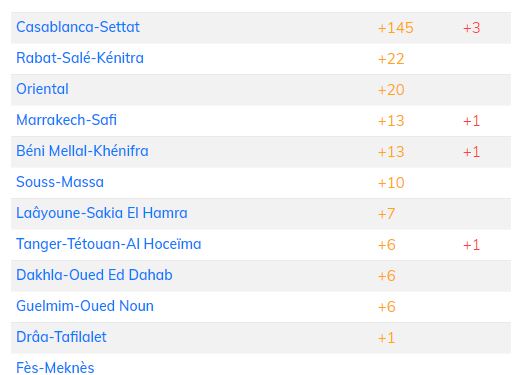 Casablanca-Settat +145 +3
Rabat-Salé-Kénitra +22
Oriental +20
Marrakech-Safi +13 +1
Béni Mellal-Khénifra +13 +1
Souss-Massa +10
Laâyoune-Sakia El Hamra +7
Tanger-Tétouan-Al Hoceïma +6 +1
Dakhla-Oued Ed Dahab +6
Guelmim-Oued Noun +6
Drâa-Tafilalet +1
Fès-Meknès